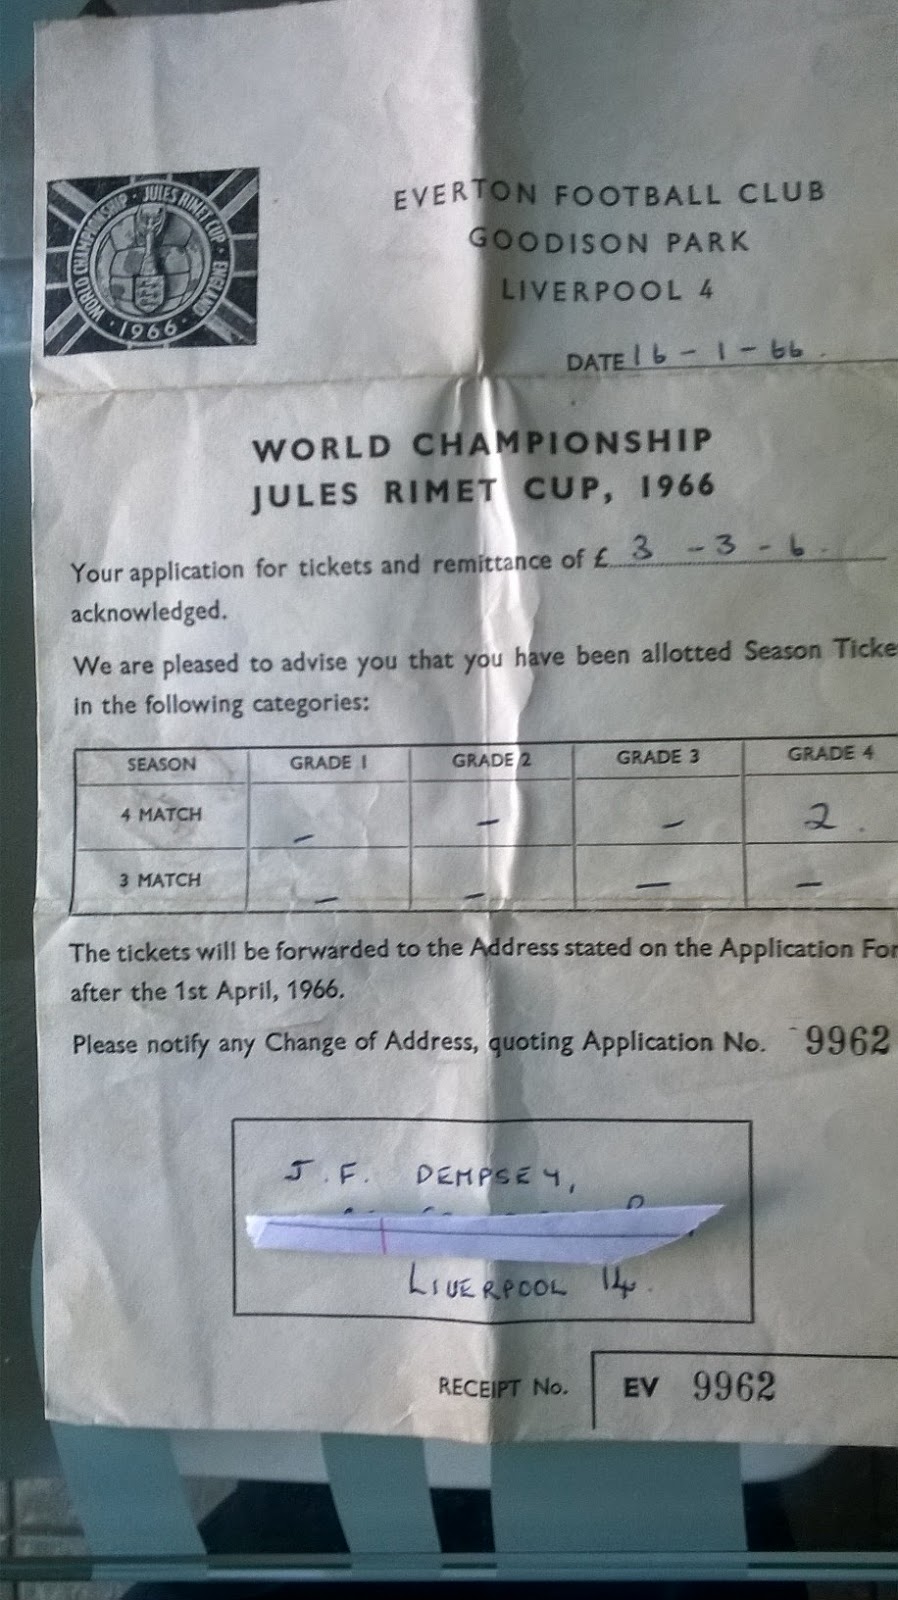 WORLD CHAMPIONSHIP · JULES RIMET CUP · ENGLAND
· 1966 ·
EVERTON FOOTBALL CLUB
GOODISON PARK
LIVERPOOL 4
DATE 16 - 1 - 66 .
WORLD CHAMPIONSHIP
JULES RIMET CUP, 1966
Your application for tickets and remittance of £ 3 - 3 - 6 .
acknowledged.
We are pleased to advise you that you have been allotted Season Ticke
in the following categories:
SEASON GRADE 1 GRADE 2 GRADE 3 GRADE 4
4 MATCH – – – 2 .
3 MATCH – – – –
The tickets will be forwarded to the Address stated on the Application For
after the 1st April, 1966.
Please notify any Change of Address, quoting Application No. 9962
J. F. DEMPSEY,
LIVERPOOL 14.
RECEIPT No. EV 9962